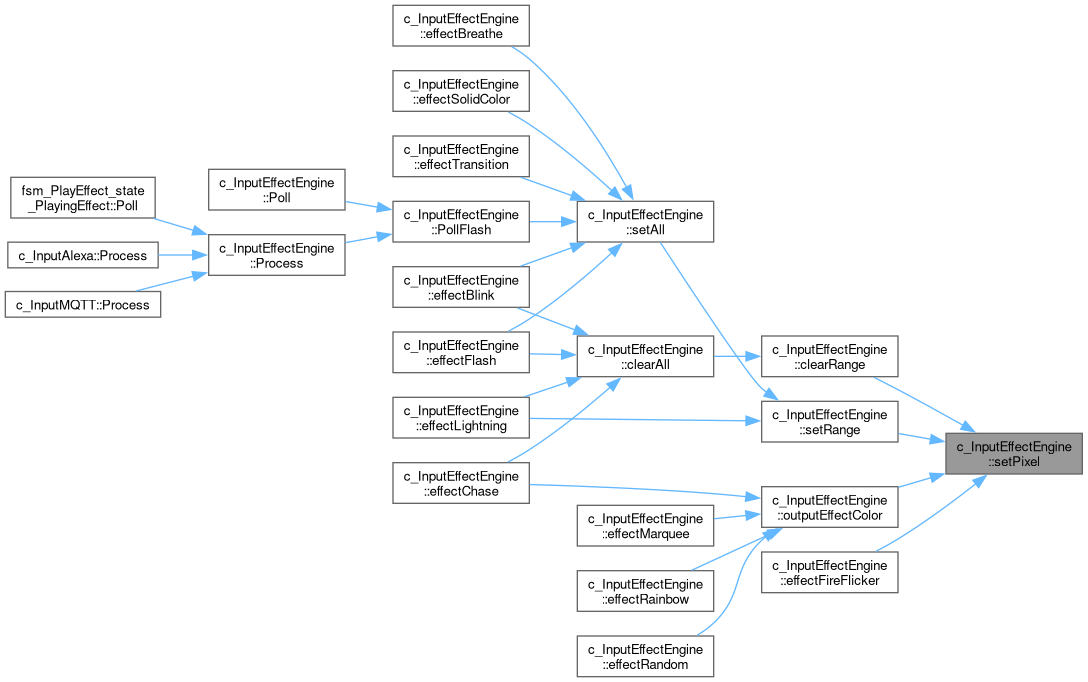 c_InputEffectEngine
::effectBreathe
c_InputEffectEngine
::effectSolidColor
c_InputEffectEngine
::effectTransition
fsm_PlayEffect_state
_PlayingEffect::Poll
c_InputEffectEngine
::Poll
c_InputEffectEngine
::PollFlash
c_InputEffectEngine
::setAll
c_InputAlexa::Process
c_InputEffectEngine
::Process
c_InputMQTT::Process
c_InputEffectEngine
::effectBlink
c_InputEffectEngine
::effectFlash
c_InputEffectEngine
::clearAll
c_InputEffectEngine
::clearRange
c_InputEffectEngine
::effectLightning
c_InputEffectEngine
::setRange
c_InputEffectEngine
::setPixel
c_InputEffectEngine
::effectChase
c_InputEffectEngine
::outputEffectColor
c_InputEffectEngine
::effectMarquee
c_InputEffectEngine
::effectFireFlicker
c_InputEffectEngine
::effectRainbow
c_InputEffectEngine
::effectRandom